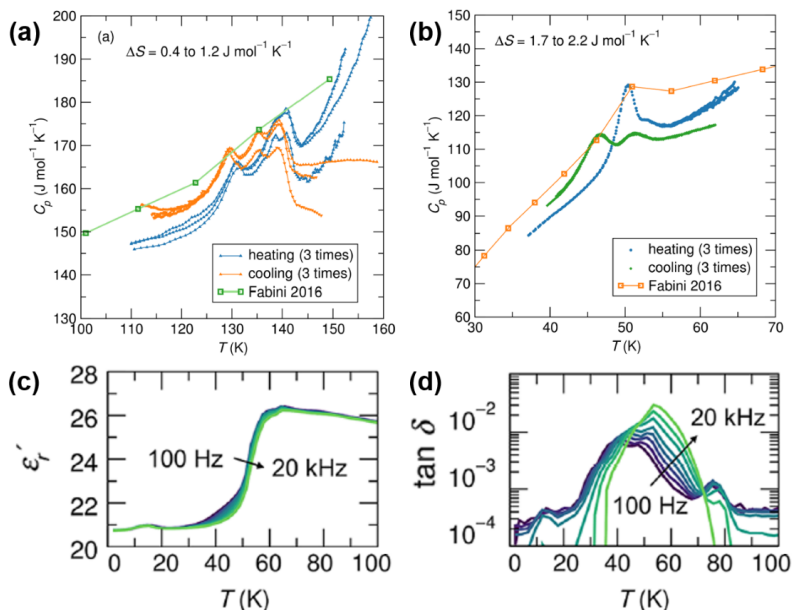 (a)
(a)
ΔS = 0.4 to 1.2 J mol⁻¹ K⁻¹
200
190
180
170
160
150
140
130
Cp (J mol⁻¹ K⁻¹)
heating (3 times)
cooling (3 times)
Fabini 2016
100 110 120 130 140 150 160
T (K)
(b)
ΔS = 1.7 to 2.2 J mol⁻¹ K⁻¹
150
140
130
120
110
100
90
80
70
60
Cp (J mol⁻¹ K⁻¹)
heating (3 times)
cooling (3 times)
Fabini 2016
30 40 50 60 70
T (K)
(c)
28
26
24
22
20
εr′
100 Hz
20 kHz
0 20 40 60 80 100
T (K)
(d)
10⁻²
10⁻³
10⁻⁴
tan δ
20 kHz
100 Hz
0 20 40 60 80 100
T (K)